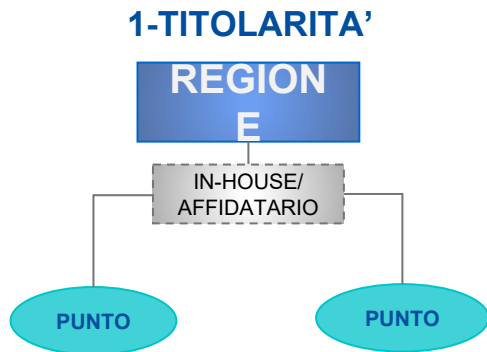 1-TITOLARITA’
REGION
E
IN-HOUSE/
AFFIDATARIO
PUNTO
PUNTO